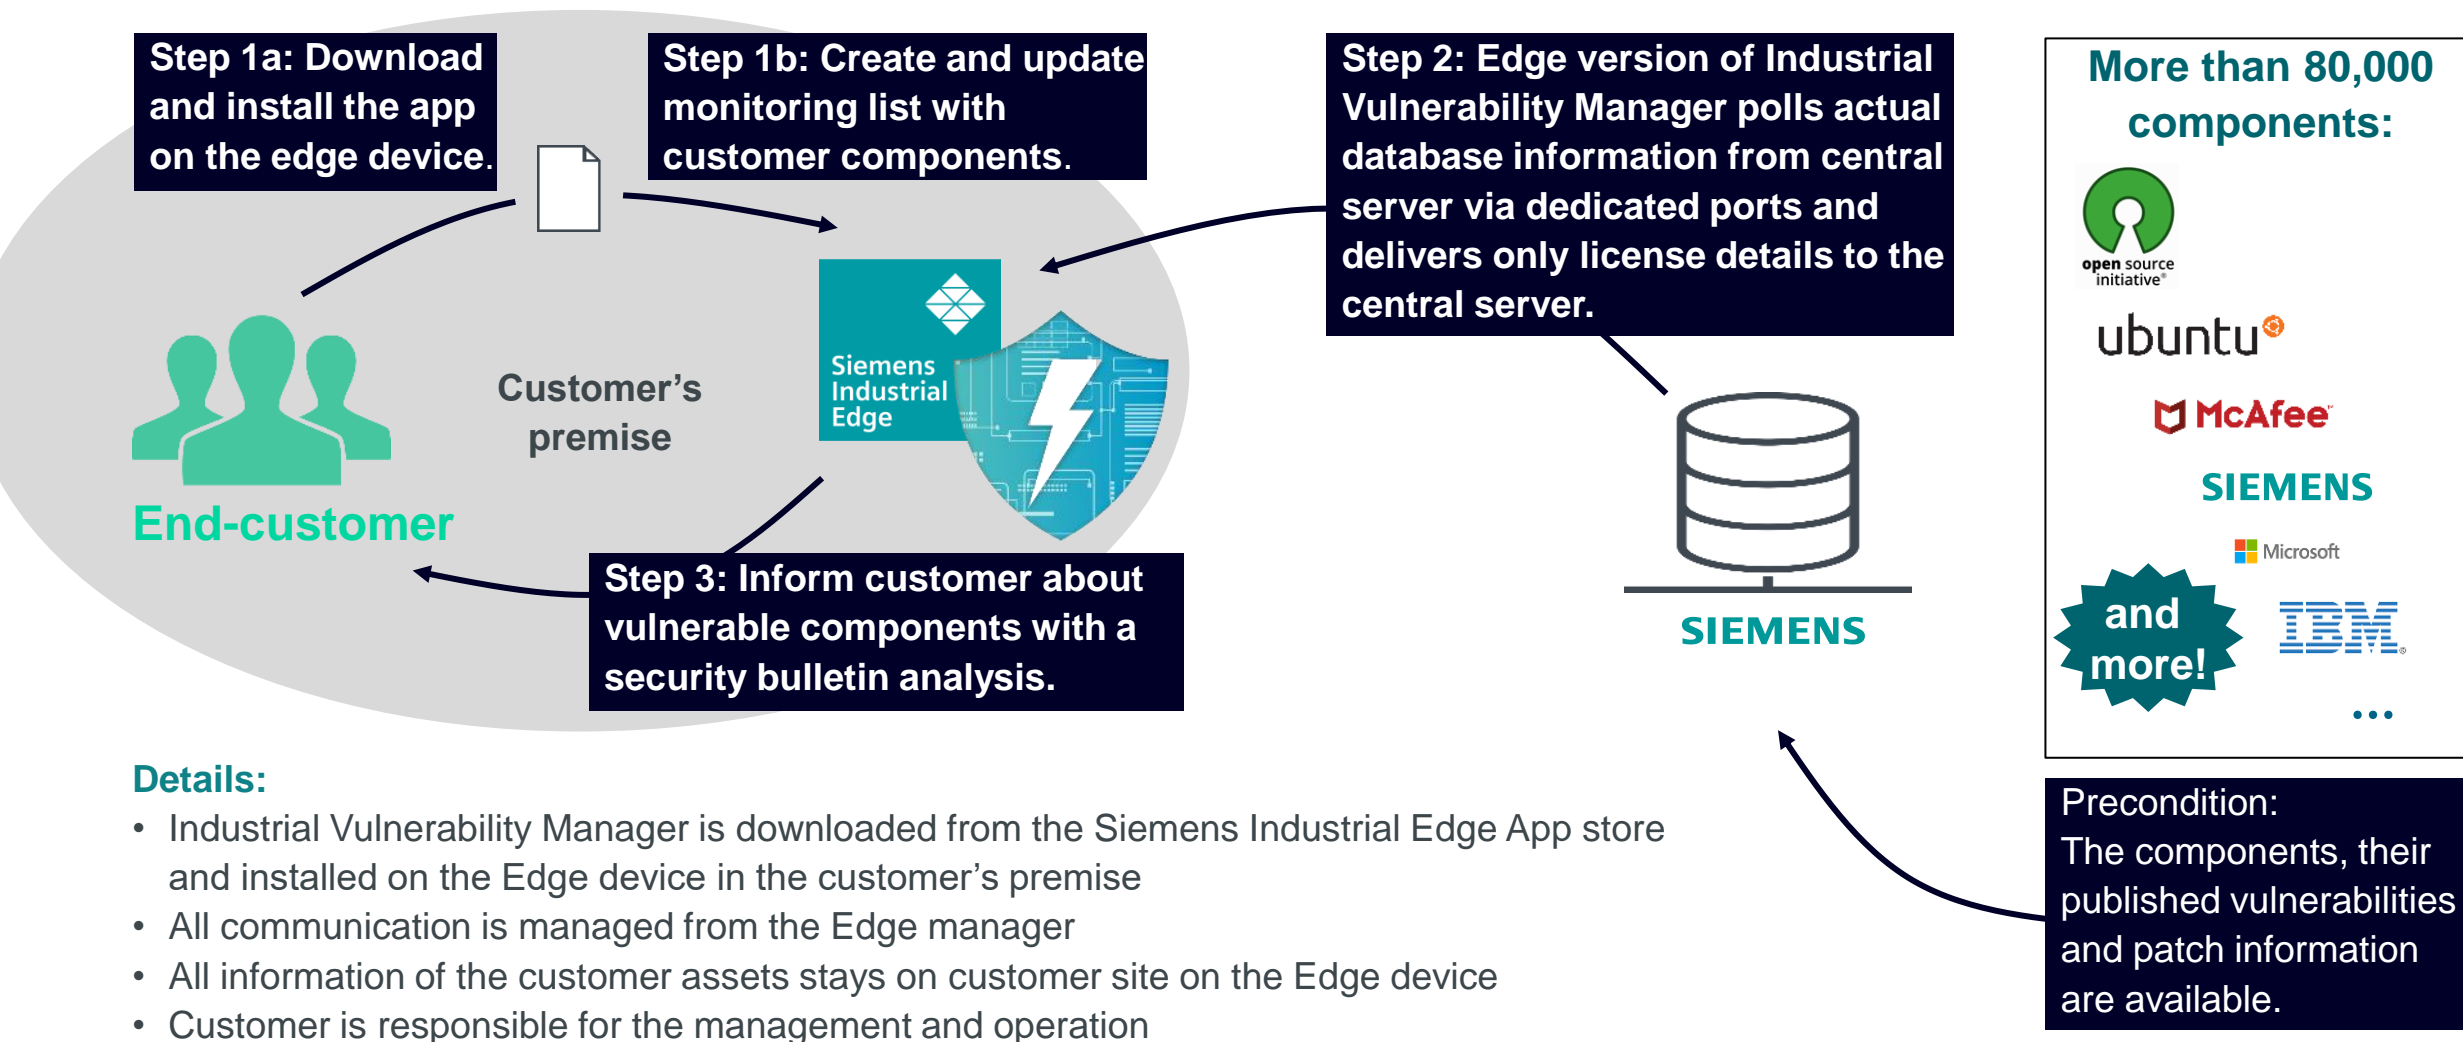 Step 1a: Download
and install the app
on the edge device.
Step 1b: Create and update
monitoring list with
customer components.
Step 2: Edge version of Industrial
Vulnerability Manager polls actual
database information from central
server via dedicated ports and
delivers only license details to the
central server.
More than 80,000
components:
open source
initiative®
ubuntu®
McAfee™
SIEMENS
Microsoft
and
more!
IBM®
...
Siemens
Industrial
Edge
Customer's
premise
End-customer
Step 3: Inform customer about
vulnerable components with a
security bulletin analysis.
SIEMENS
Precondition:
The components, their
published vulnerabilities
and patch information
are available.
Details:
• Industrial Vulnerability Manager is downloaded from the Siemens Industrial Edge App store
and installed on the Edge device in the customer's premise
• All communication is managed from the Edge manager
• All information of the customer assets stays on customer site on the Edge device
• Customer is responsible for the management and operation